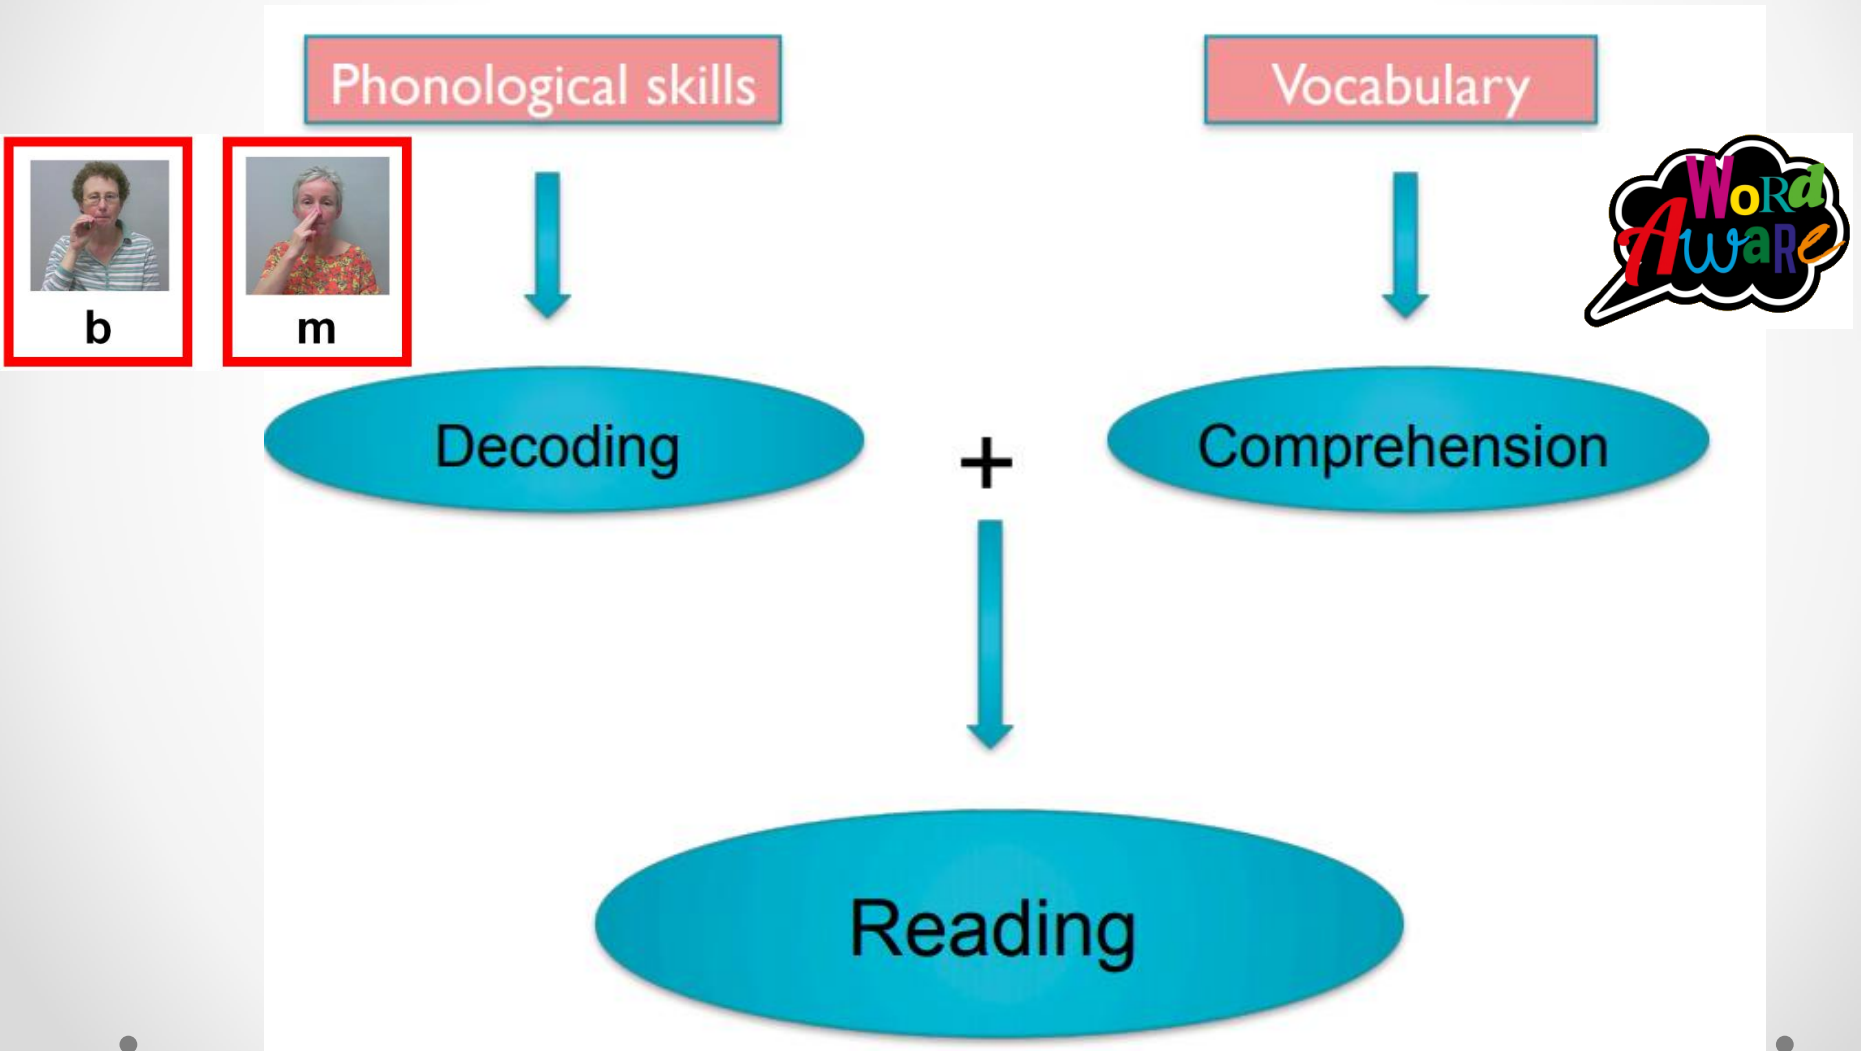 Phonological skills
Vocabulary
b
m
Word
Aware
Decoding
+
Comprehension
Reading